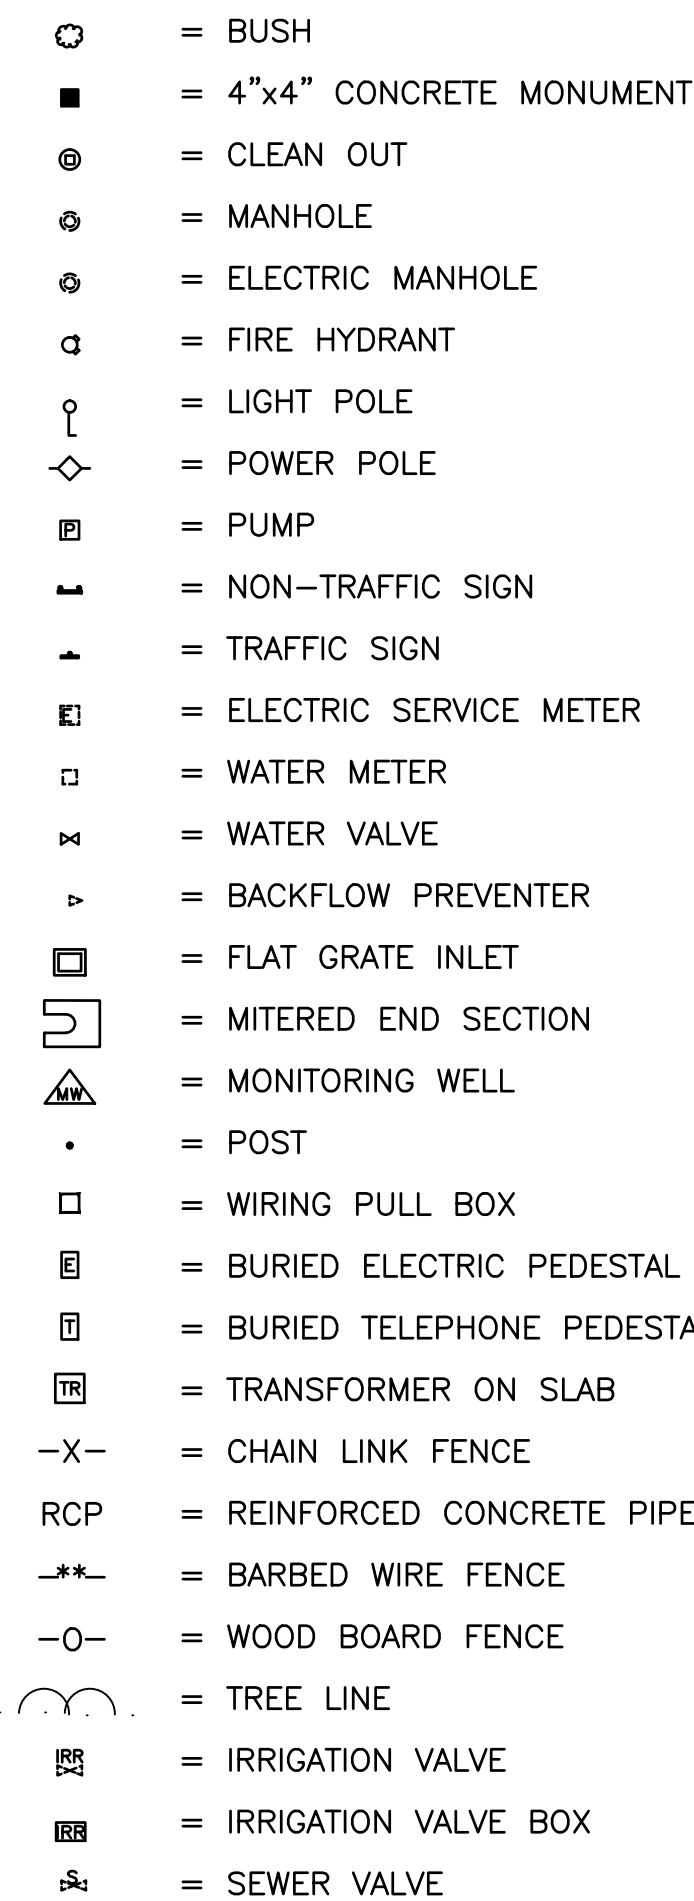 = BUSH
= 4”x4” CONCRETE MONUMENT
= CLEAN OUT
= MANHOLE
= ELECTRIC MANHOLE
= FIRE HYDRANT
= LIGHT POLE
= POWER POLE
P = PUMP
= NON-TRAFFIC SIGN
= TRAFFIC SIGN
E = ELECTRIC SERVICE METER
= WATER METER
= WATER VALVE
= BACKFLOW PREVENTER
= FLAT GRATE INLET
= MITERED END SECTION
MW = MONITORING WELL
= POST
= WIRING PULL BOX
E = BURIED ELECTRIC PEDESTAL
T = BURIED TELEPHONE PEDESTA
TR = TRANSFORMER ON SLAB
-X- = CHAIN LINK FENCE
RCP = REINFORCED CONCRETE PIPE
-**- = BARBED WIRE FENCE
-O- = WOOD BOARD FENCE
= TREE LINE
IRR = IRRIGATION VALVE
IRR = IRRIGATION VALVE BOX
S = SEWER VALVE